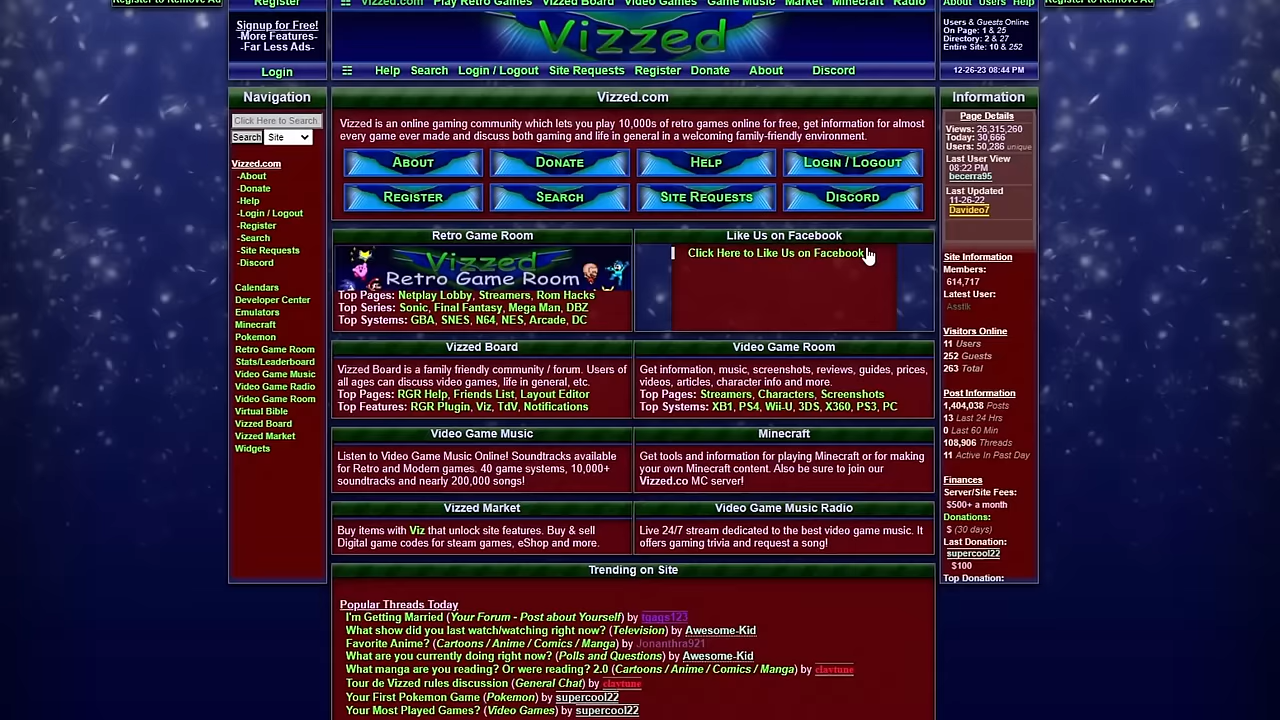 Register to Remove Ad
Register
Vizzed.com Play Retro Games Vizzed Board Video Games Game Music Market Minecraft Radio
About Users Help
Register to Remove Ad
Signup for Free!
-More Features-
-Far Less Ads-
Login
Vizzed
Help Search Login / Logout Site Requests Register Donate About Discord
Users & Guests Online
On Page: 1 & 25
Directory: 2 & 27
Entire Site: 10 & 252
12-26-23 08:44 PM
Navigation
Click Here to Search
Search Site
Vizzed.com
-About
-Donate
-Help
-Login / Logout
-Register
-Search
-Site Requests
-Discord
Calendars
Developer Center
Emulators
Minecraft
Pokemon
Retro Game Room
Stats/Leaderboard
Video Game Music
Video Game Radio
Video Game Room
Virtual Bible
Vizzed Board
Vizzed Market
Widgets
Vizzed.com
Vizzed is an online gaming community which lets you play 10,000s of retro games online for free, get information for almost
every game ever made and discuss both gaming and life in general in a welcoming family-friendly environment.
About Donate Help Login / Logout
Register Search Site Requests Discord
Retro Game Room
Vizzed
Retro Game Room
Top Pages: Netplay Lobby, Streamers, Rom Hacks
Top Series: Sonic, Final Fantasy, Mega Man, DBZ
Top Systems: GBA, SNES, N64, NES, Arcade, DC
Like Us on Facebook
Click Here to Like Us on Facebook
Vizzed Board
Vizzed Board is a family friendly community / forum. Users of
all ages can discuss video games, life in general, etc.
Top Pages: RGR Help, Friends List, Layout Editor
Top Features: RGR Plugin, Viz, TdV, Notifications
Video Game Room
Get information, music, screenshots, reviews, guides, prices,
videos, articles, character info and more.
Top Pages: Streamers, Characters, Screenshots
Top Systems: XB1, PS4, Wii-U, 3DS, X360, PS3, PC
Video Game Music
Listen to Video Game Music Online! Soundtracks available
for Retro and Modern games. 40 game systems, 10,000+
soundtracks and nearly 200,000 songs!
Minecraft
Get tools and information for playing Minecraft or for making
your own Minecraft content. Also be sure to join our
Vizzed.co MC server!
Vizzed Market
Buy items with Viz that unlock site features. Buy & sell
Digital game codes for steam games, eShop and more.
Video Game Music Radio
Live 24/7 stream dedicated to the best video game music. It
offers gaming trivia and request a song!
Trending on Site
Popular Threads Today
I'm Getting Married (Your Forum - Post about Yourself) by tgags123
What show did you last watch/watching right now? (Television) by Awesome-Kid
Favorite Anime? (Cartoons / Anime / Comics / Manga) by Jonanthra921
What are you currently doing right now? (Polls and Questions) by Awesome-Kid
What manga are you reading? Or were reading? 2.0 (Cartoons / Anime / Comics / Manga) by claytune
Tour de Vizzed rules discussion (General Chat) by claytune
Your First Pokemon Game (Pokemon) by supercool22
Your Most Played Games? (Video Games) by supercool22
Information
Page Details
Views: 26,315,260
Today: 30,666
Users: 50,286 unique
Last User View
08:22 PM
becerra95
Last Updated
11-26-22
Davideo7
Site Information
Members:
614,717
Latest User:
Asstik
Visitors Online
11 Users
252 Guests
263 Total
Post Information
1,404,038 Posts
13 Last 24 Hrs
0 Last 60 Min
108,906 Threads
11 Active In Past Day
Finances
Server/Site Fees:
$500+ a month
Donations:
$ (30 days)
Last Donation:
supercool22
$100
Top Donation: